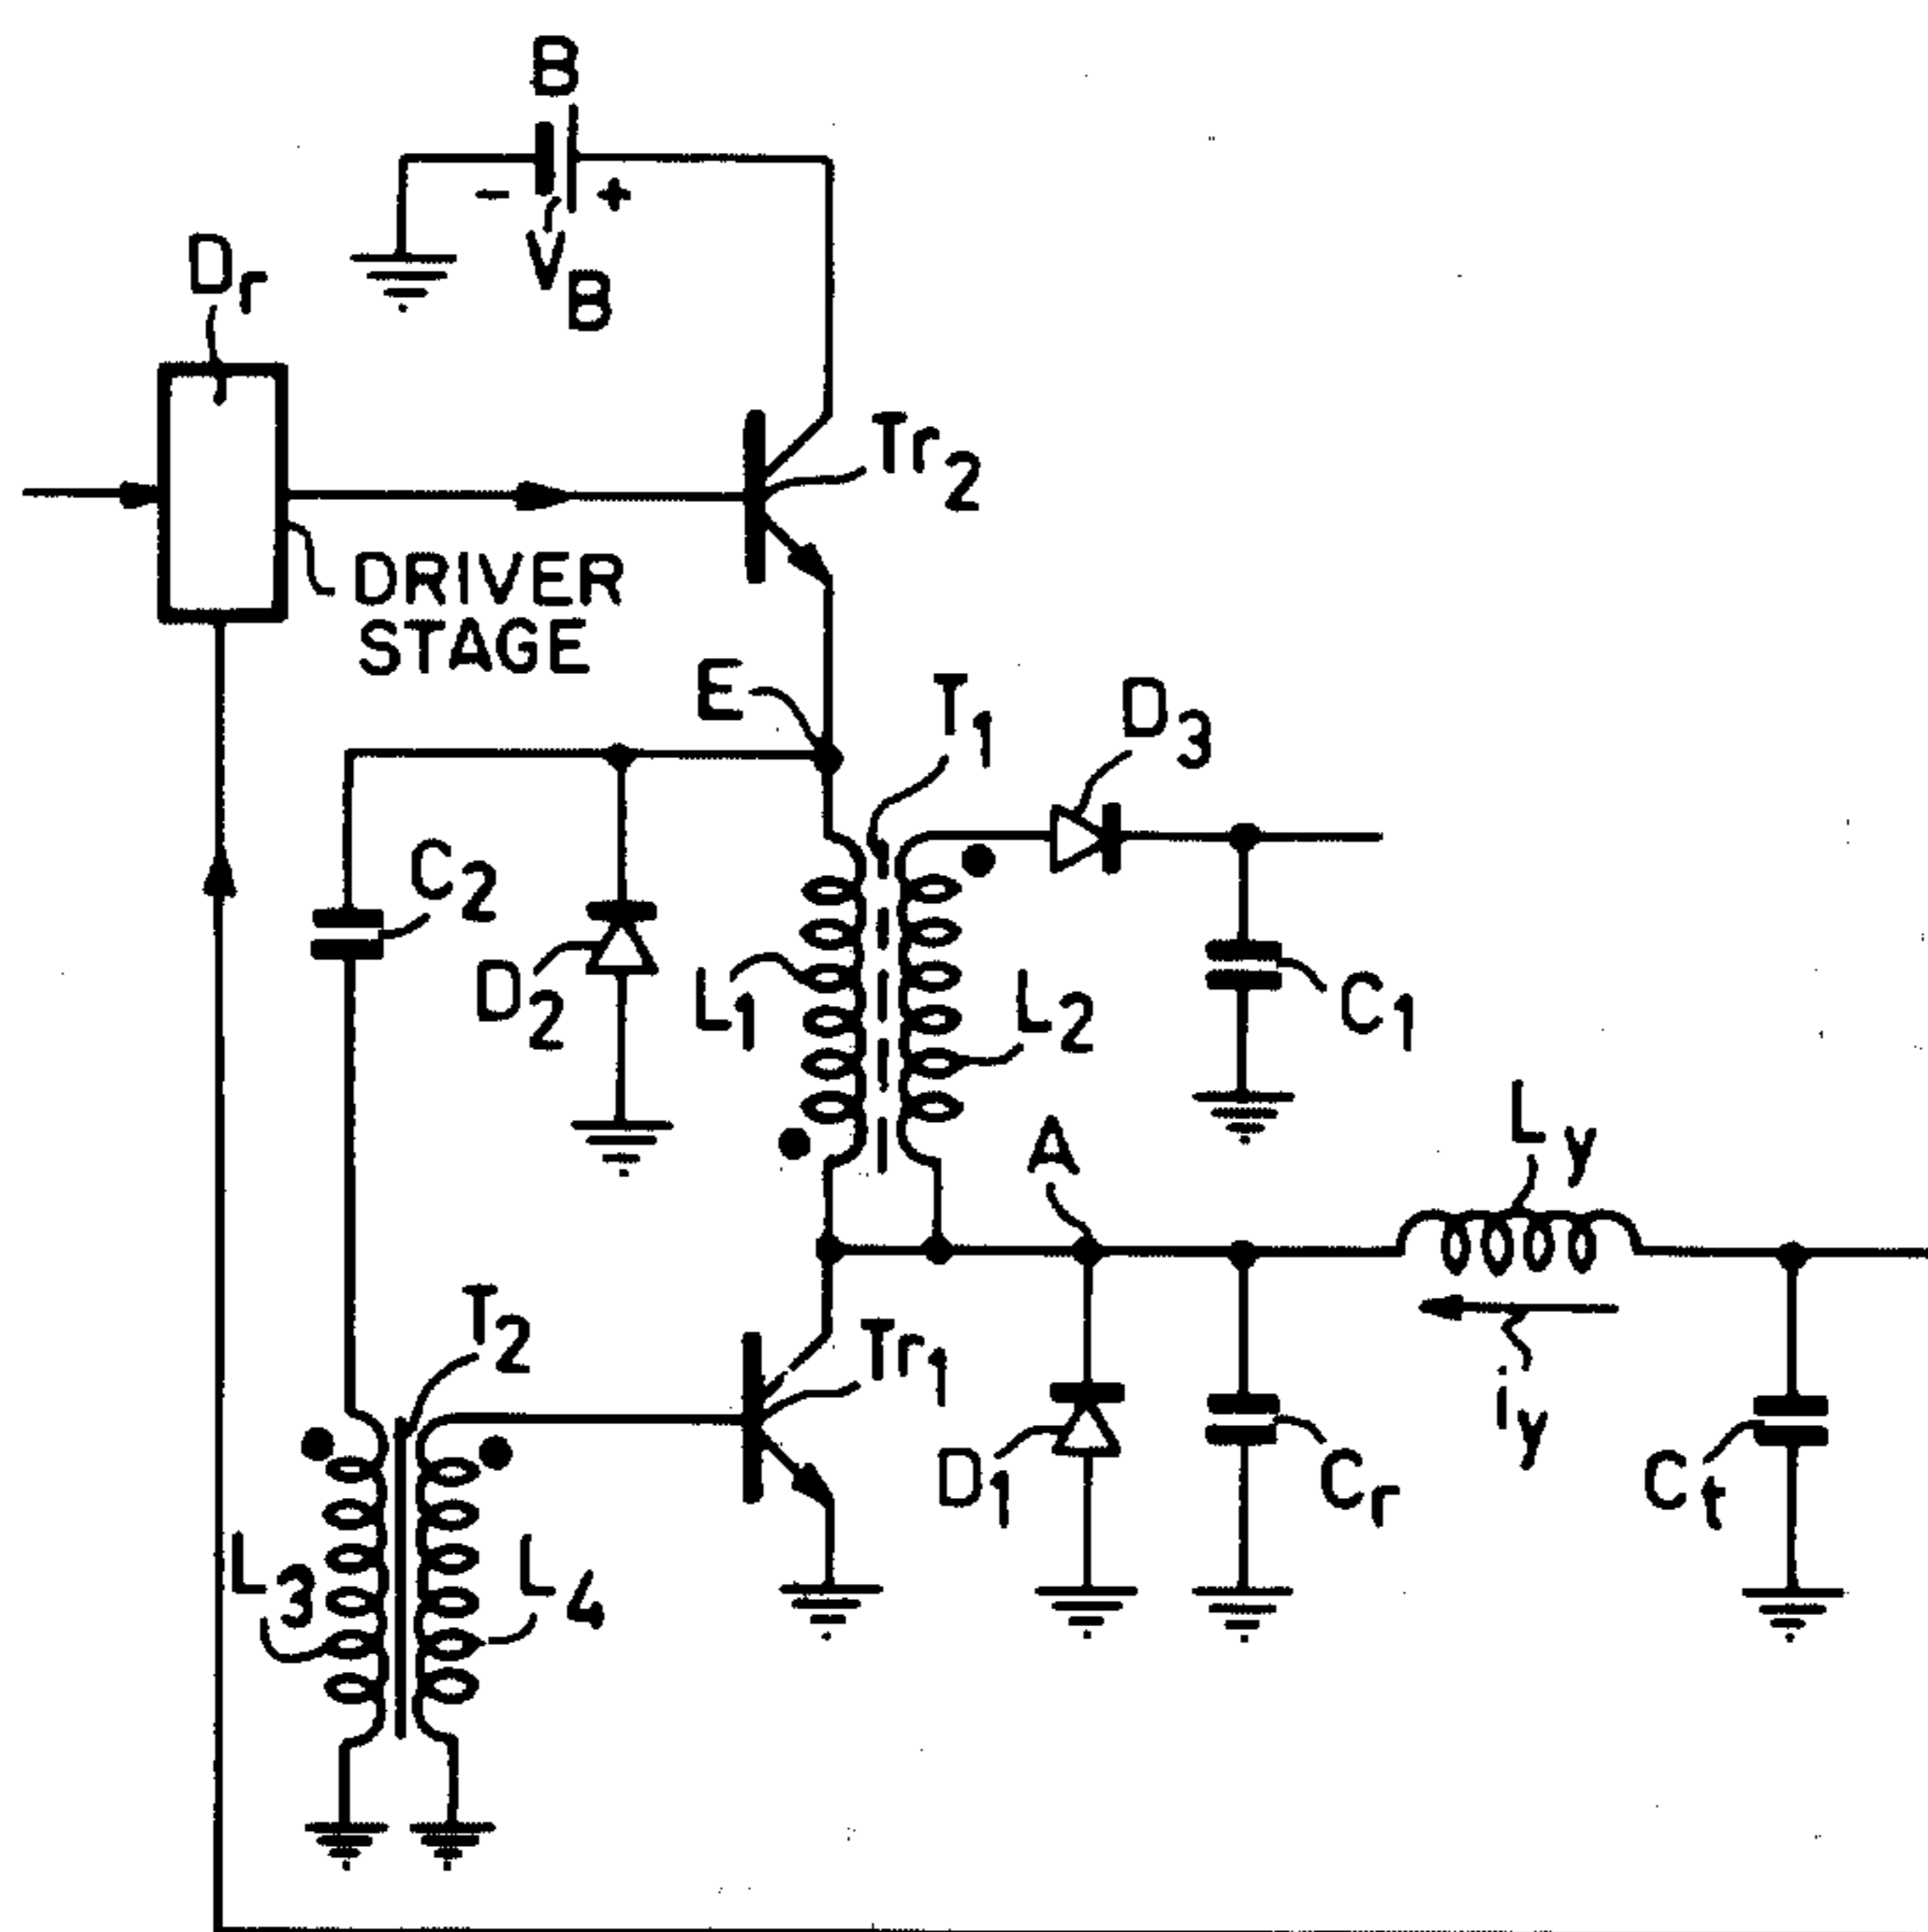 B
- +
V_B
D_r
Tr_2
DRIVER
STAGE
E
T_1
D_3
C_2
D_2
L_1
L_2
C_1
A
L_y
T_2
Tr_1
i_y
D_1
C_r
C_t
L_3
L_4